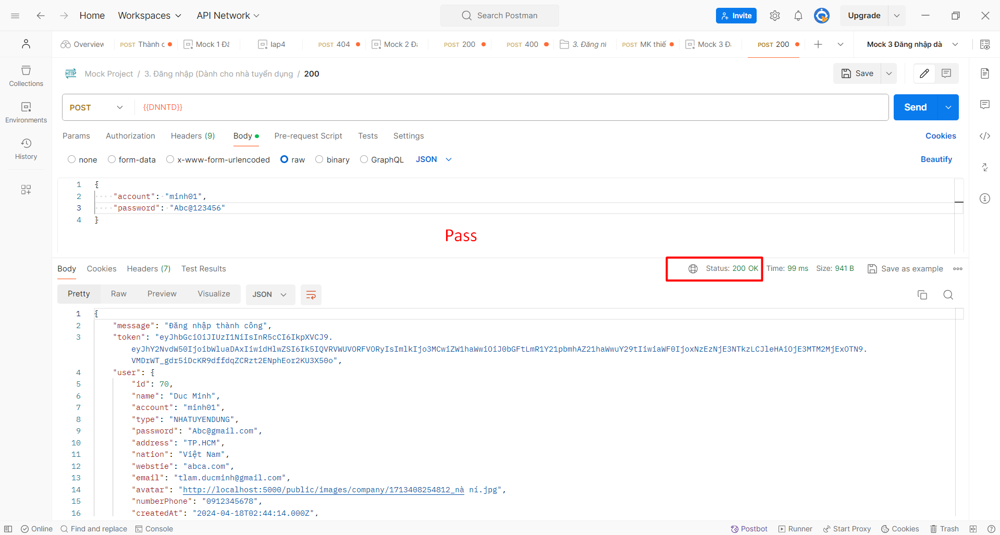 Home Workspaces API Network Search Postman Invite Upgrade
Overview POST Thành c Mock 1 Đă lap4 POST 404 Mock 2 Đă POST 200 POST 400 3. Đăng nh POST MK thiế Mock 3 Đă POST 200 Mock 3 Đăng nhập dà
HTTP Mock Project / 3. Đăng nhập (Dành cho nhà tuyển dụng / 200 Save
Collections
Environments
History
POST {{DNNTD}} Send
Params Authorization Headers (9) Body Pre-request Script Tests Settings Cookies
none form-data x-www-form-urlencoded raw binary GraphQL JSON Beautify
1 {
2 "account": "minh01",
3 "password": "Abc@123456"
4 }
Pass
Body Cookies Headers (7) Test Results Status: 200 OK Time: 99 ms Size: 941 B Save as example
Pretty Raw Preview Visualize JSON
1 {
2 "message": "Đăng nhập thành công",
3 "token": "eyJhbGciOiJIUzI1NiIsInR5cCI6IkpXVCJ9.
eyJhY2NvdW50IjoibWluaDAxIiwidHlwZSI6Ik5IQVRVWUVORFVORyIsImlkIjo3MCwiZW1haWwiOiJ0bGFtLmR1Y21pbmhAZ21haWwuY29tIiwiaWF0IjoxNzEzNjE3NTkzLCJleHAiOjE3MTM2MjExOTN9.
VMDrWT_gdr5iDcKR9dffdqZCRzt2ENphEor2KU3X50o",
4 "user": {
5 "id": 70,
6 "name": "Duc Minh",
7 "account": "minh01",
8 "type": "NHATUYENDUNG",
9 "password": "Abc@gmail.com",
10 "address": "TP.HCM",
11 "nation": "Việt Nam",
12 "webstie": "abca.com",
13 "email": "tlam.ducminh@gmail.com",
14 "avatar": "http://localhost:5000/public/images/company/1713408254812_nà ní.jpg",
15 "numberPhone": "0912345678",
16 "createdAt": "2024-04-18T02:44:14.000Z",
Online Find and replace Console Postbot Runner Start Proxy Cookies Trash